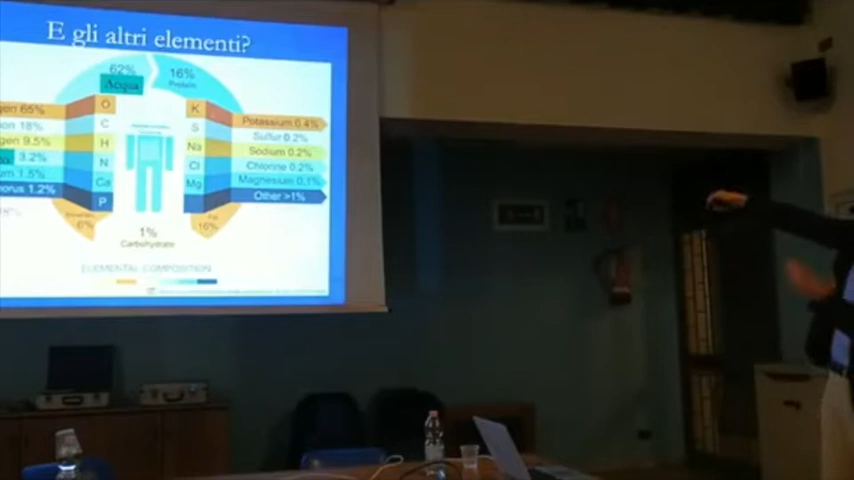 E gli altri elementi?
62%
Acqua
16%
Protein
gen 65%
on 18%
gen 9.5%
3.2%
m 1.5%
horus 1.2%
O
C
H
N
Ca
P
K
S
Na
Cl
Mg
Potassium 0.4%
Sulfur 0.2%
Sodium 0.2%
Chlorine 0.2%
Magnesium 0.1%
Other >1%
6%
1%
Carbohydrate
Fat
16%
ELEMENTAL COMPOSITION